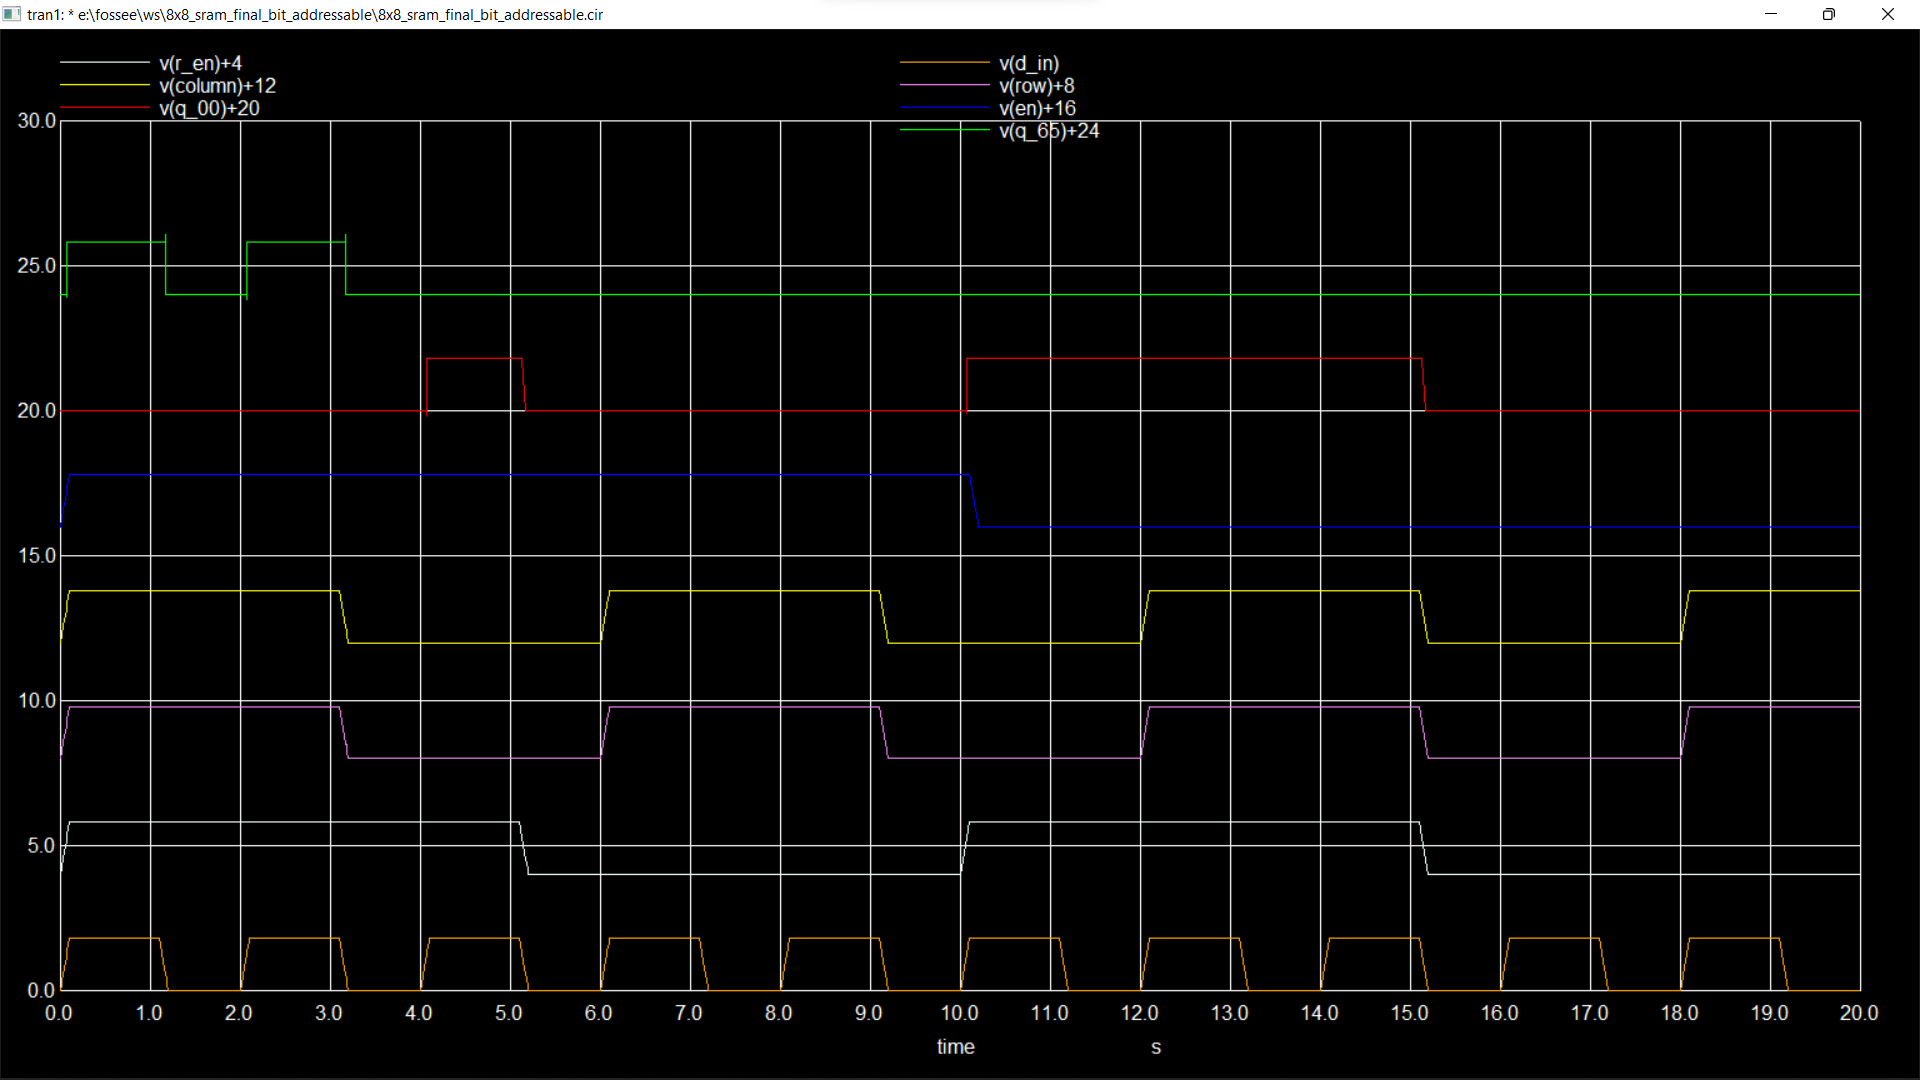 tran1: * e:\fossee\ws\8x8_sram_final_bit_addressable\8x8_sram_final_bit_addressable.cir
v(r_en)+4
v(column)+12
v(q_00)+20
v(d_in)
v(row)+8
v(en)+16
v(q_65)+24
30.0
25.0
20.0
15.0
10.0
5.0
0.0
0.0 1.0 2.0 3.0 4.0 5.0 6.0 7.0 8.0 9.0 10.0 11.0 12.0 13.0 14.0 15.0 16.0 17.0 18.0 19.0 20.0
time s